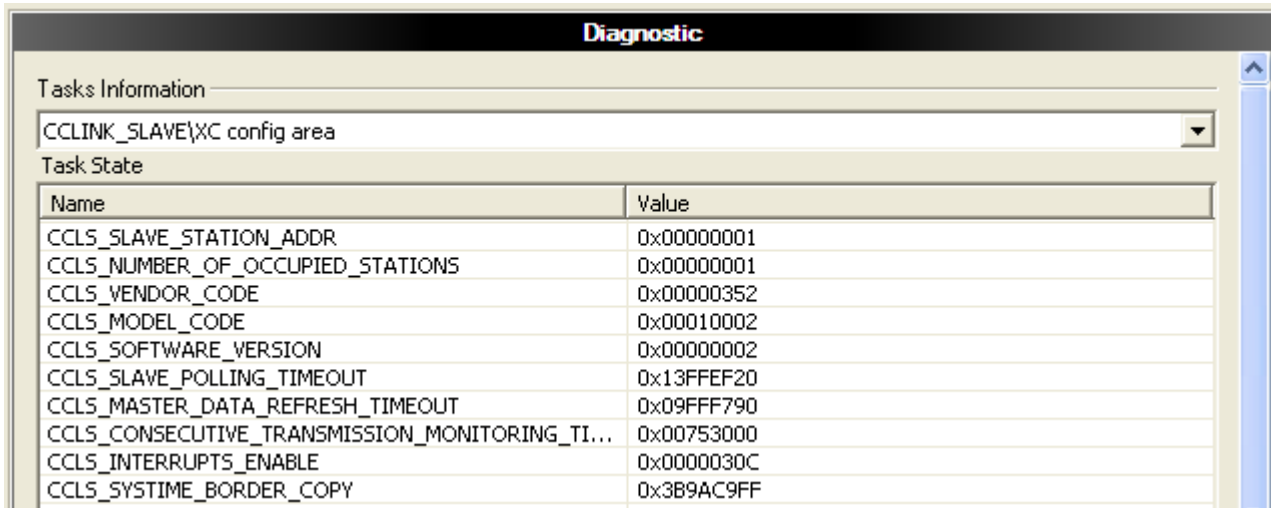 Diagnostic
Tasks Information
CCLINK_SLAVE\XC config area
Task State
Name Value
CCLS_SLAVE_STATION_ADDR 0x00000001
CCLS_NUMBER_OF_OCCUPIED_STATIONS 0x00000001
CCLS_VENDOR_CODE 0x00000352
CCLS_MODEL_CODE 0x00010002
CCLS_SOFTWARE_VERSION 0x00000002
CCLS_SLAVE_POLLING_TIMEOUT 0x13FFEF20
CCLS_MASTER_DATA_REFRESH_TIMEOUT 0x09FFF790
CCLS_CONSECUTIVE_TRANSMISSION_MONITORING_TI... 0x00753000
CCLS_INTERRUPTS_ENABLE 0x0000030C
CCLS_SYSTIME_BORDER_COPY 0x3B9AC9FF